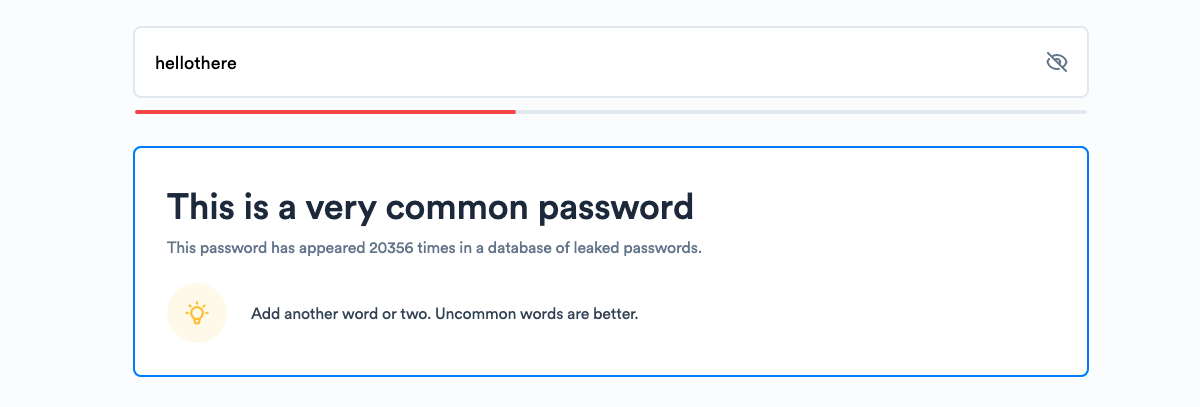 hellothere
This is a very common password
This password has appeared 20356 times in a database of leaked passwords.
Add another word or two. Uncommon words are better.